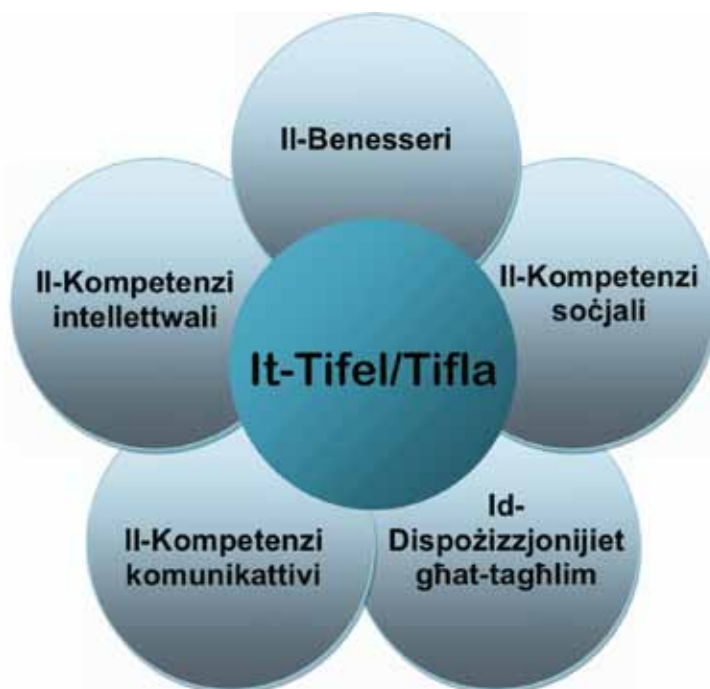 Il-Benesseri
Il-Kompetenzi
intellettwali
Il-Kompetenzi
soċjali
It-Tifel/Tifla
Il-Kompetenzi
komunikattivi
Id-
Dispożizzjonijiet
għat-tagħlim